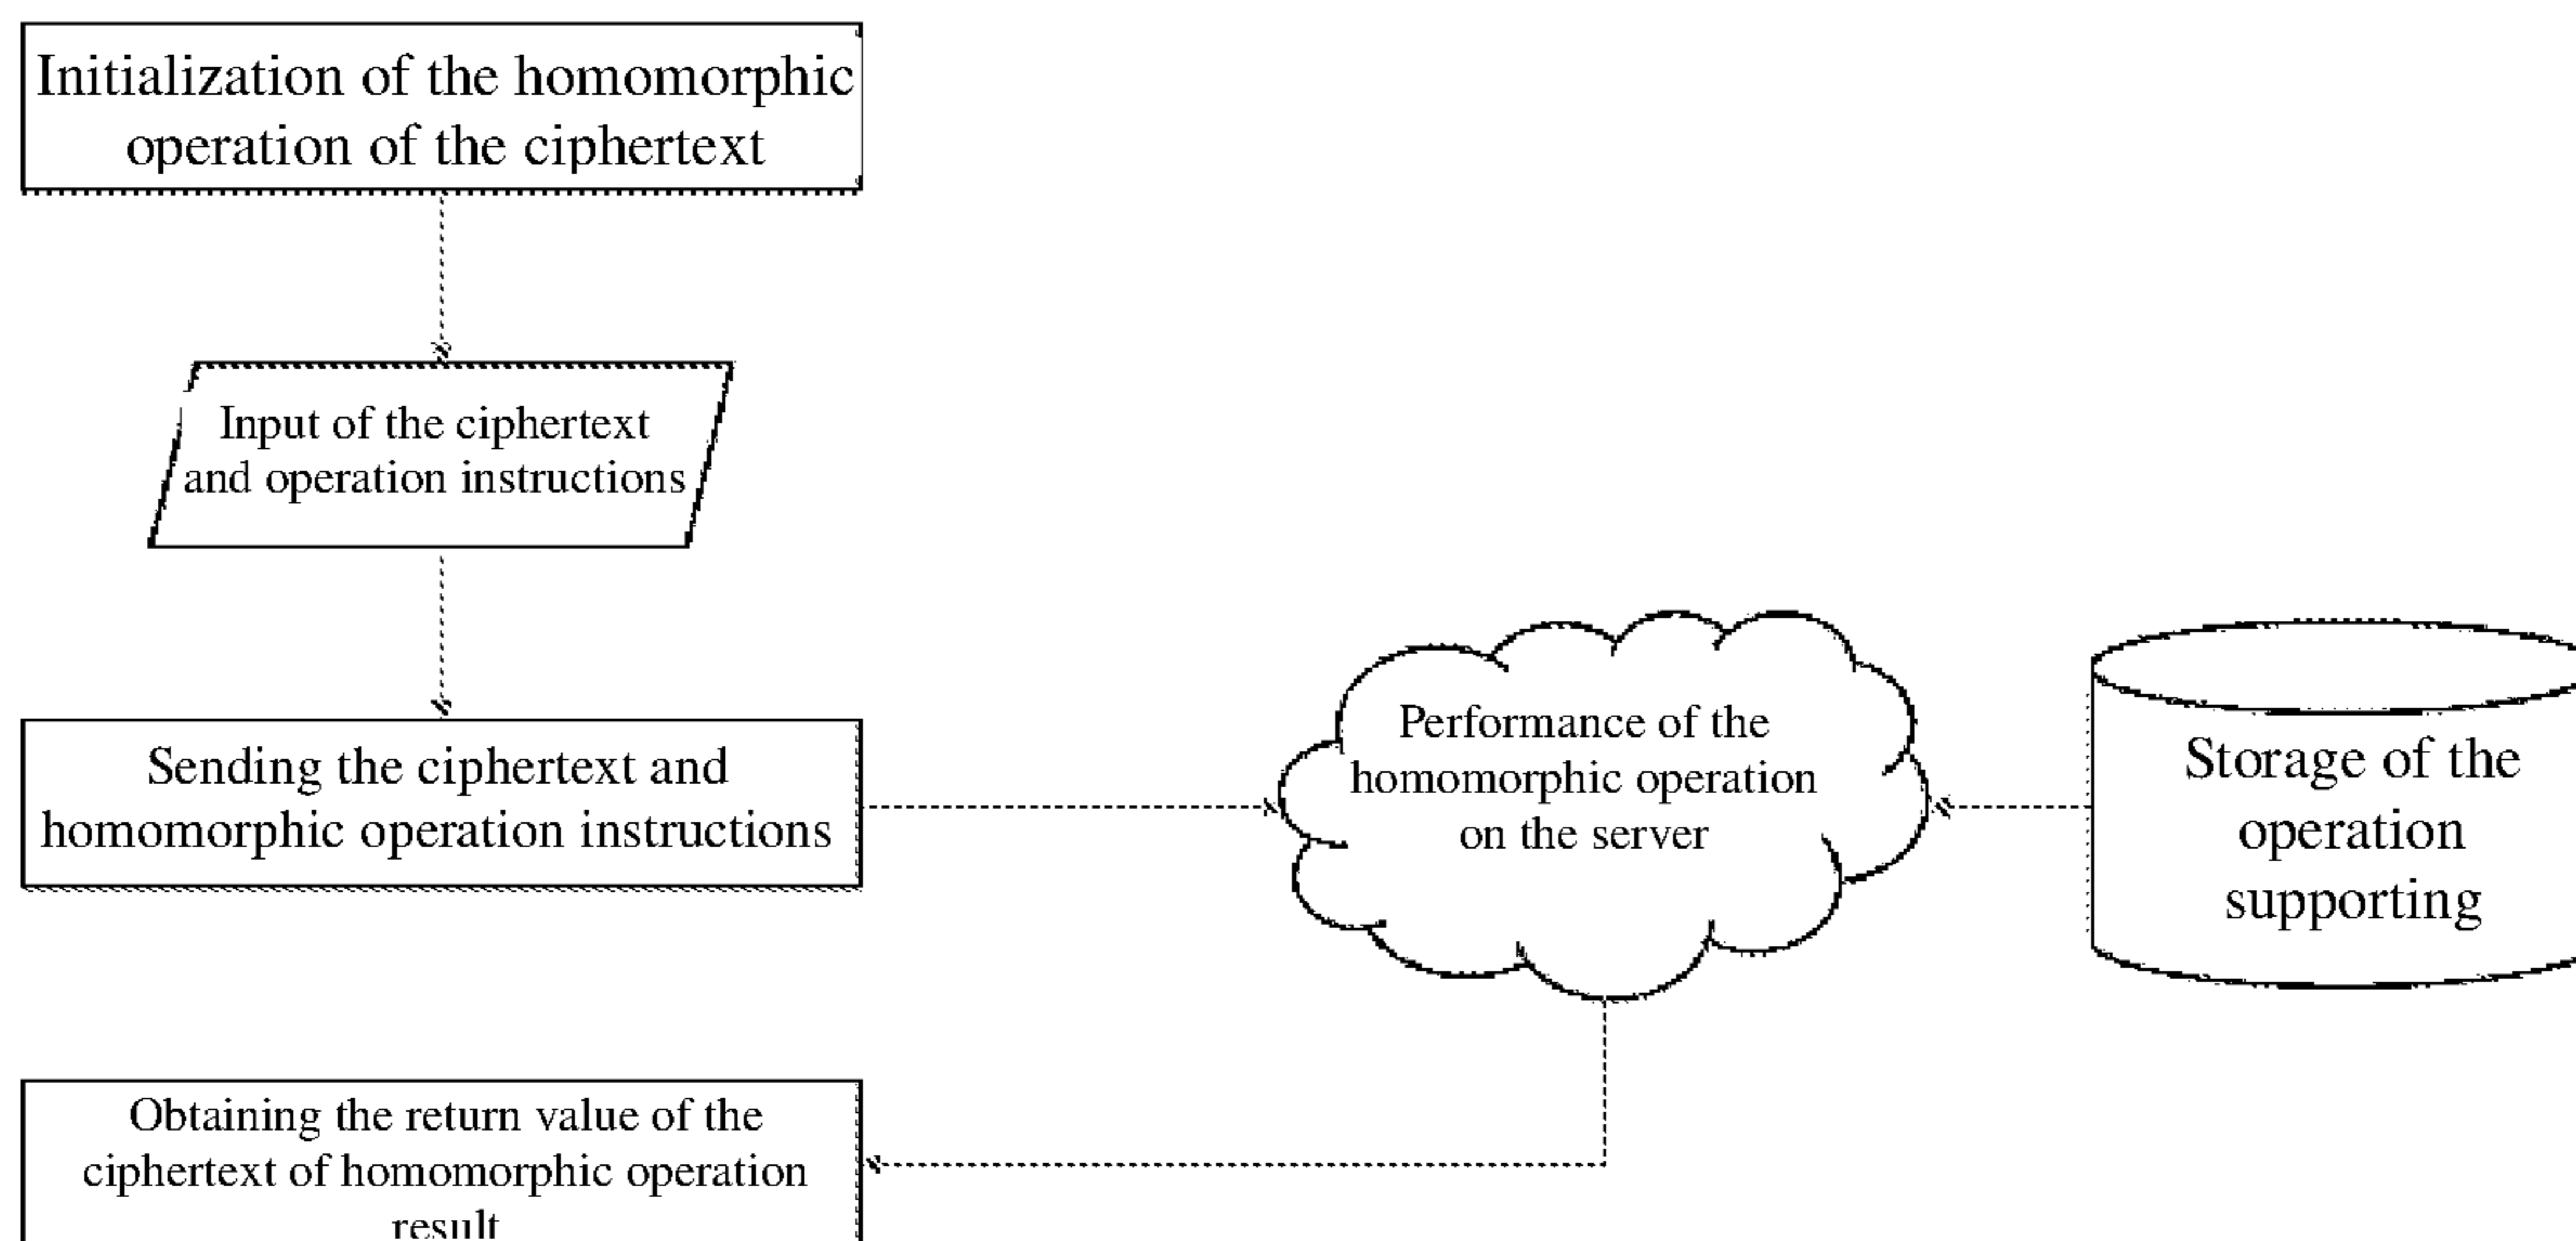 Initialization of the homomorphic
operation of the ciphertext
Input of the ciphertext
and operation instructions
Sending the ciphertext and
homomorphic operation instructions
Performance of the
homomorphic operation
on the server
Storage of the
operation
supporting
Obtaining the return value of the
ciphertext of homomorphic operation
result